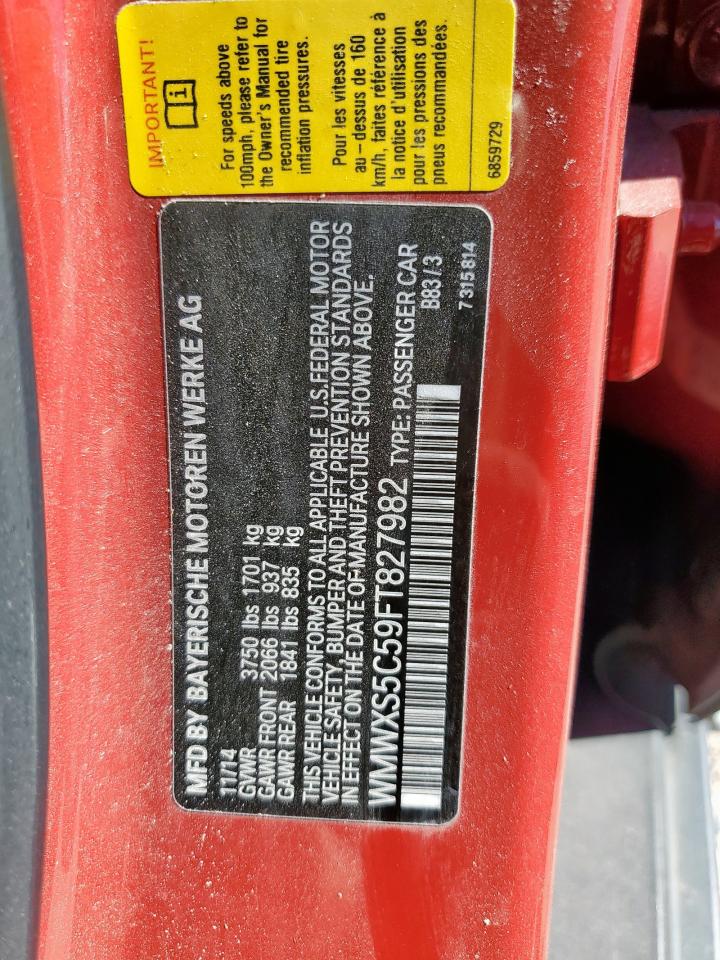 IMPORTANT!
For speeds above
100mph, please refer to
the Owner's Manual for
recommended tire
inflation pressures.
Pour les vitesses
au-dessus de 160
km/h, faites référence à
la notice d'utilisation
pour les pressions des
pneus recommandées.
6859729
MFD BY BAYERISCHE MOTOREN WERKE AG
11/14
GVWR 3750 lbs 1701 kg
GAWR FRONT 2066 lbs 937 kg
GAWR REAR 1841 lbs 835 kg
THIS VEHICLE CONFORMS TO ALL APPLICABLE U.S. FEDERAL MOTOR
VEHICLE SAFETY, BUMPER AND THEFT PREVENTION STANDARDS
IN EFFECT ON THE DATE OF MANUFACTURE SHOWN ABOVE.
WMWXS5C59FT827982 TYPE: PASSENGER CAR
B83/3
7 315 814